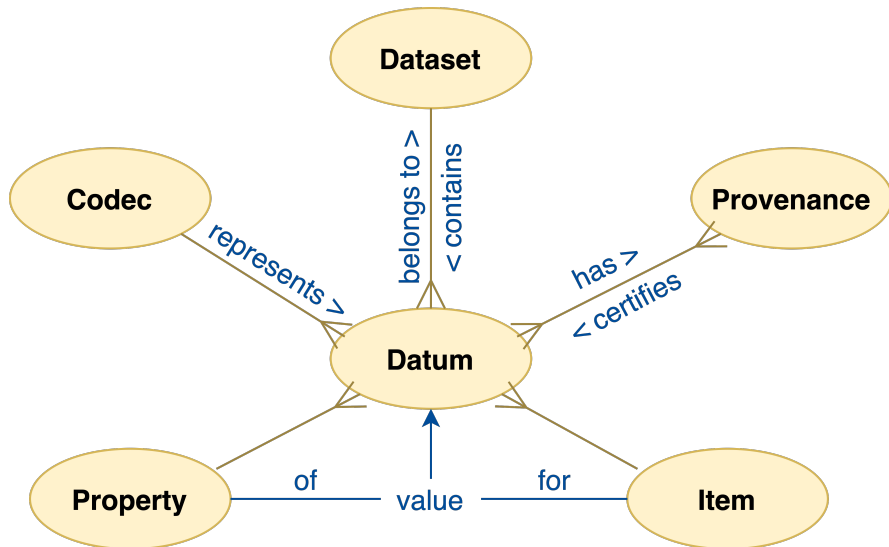 Dataset
Codec
Provenance
represents >
belongs to >
< contains
has >
< certifies
Datum
Property
of
value
for
Item